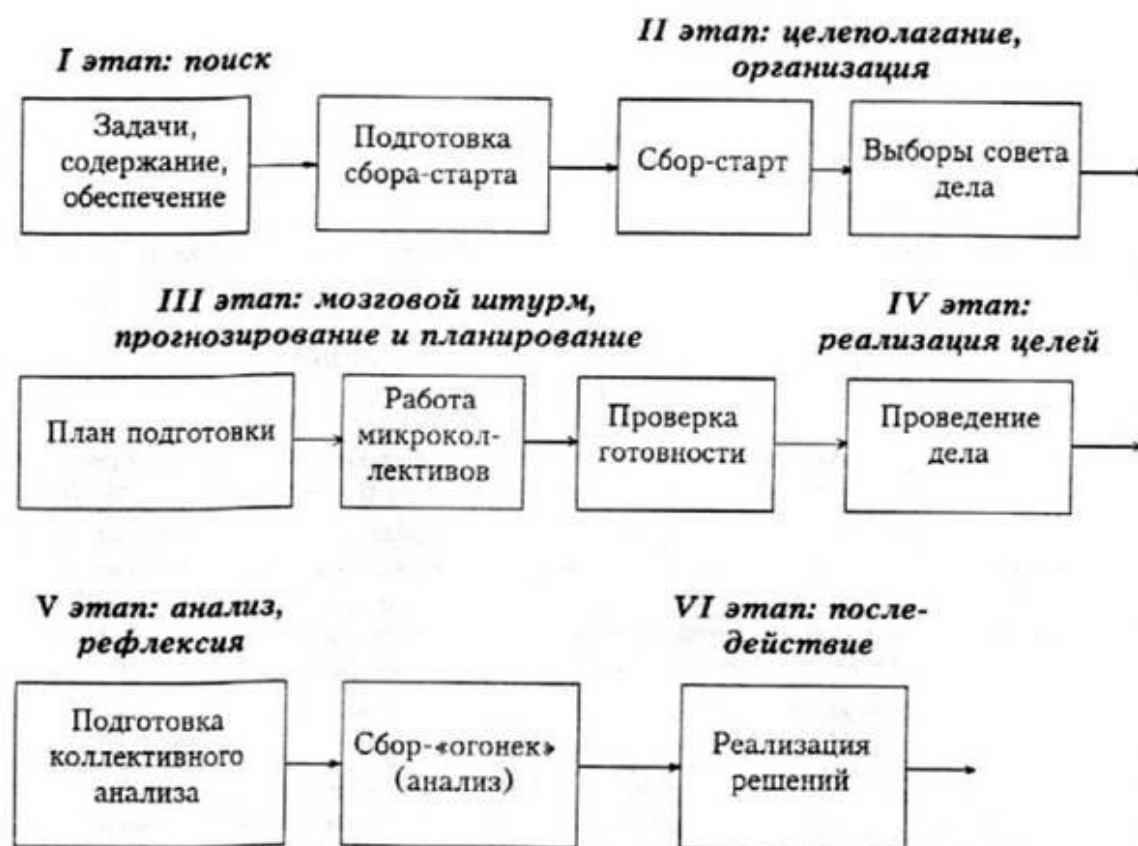 I этап: поиск
II этап: целеполагание,
организация
Задачи,
содержание,
обеспечение
Подготовка
сбора-старта
Сбор-старт
Выборы совета
дела
III этап: мозговой штурм,
прогнозирование и планирование
IV этап:
реализация целей
План подготовки
Работа
микрокол-
лективов
Проверка
готовности
Проведение
дела
V этап: анализ,
рефлексия
VI этап: после-
действие
Подготовка
коллективного
анализа
Сбор-«огонек»
(анализ)
Реализация
решений